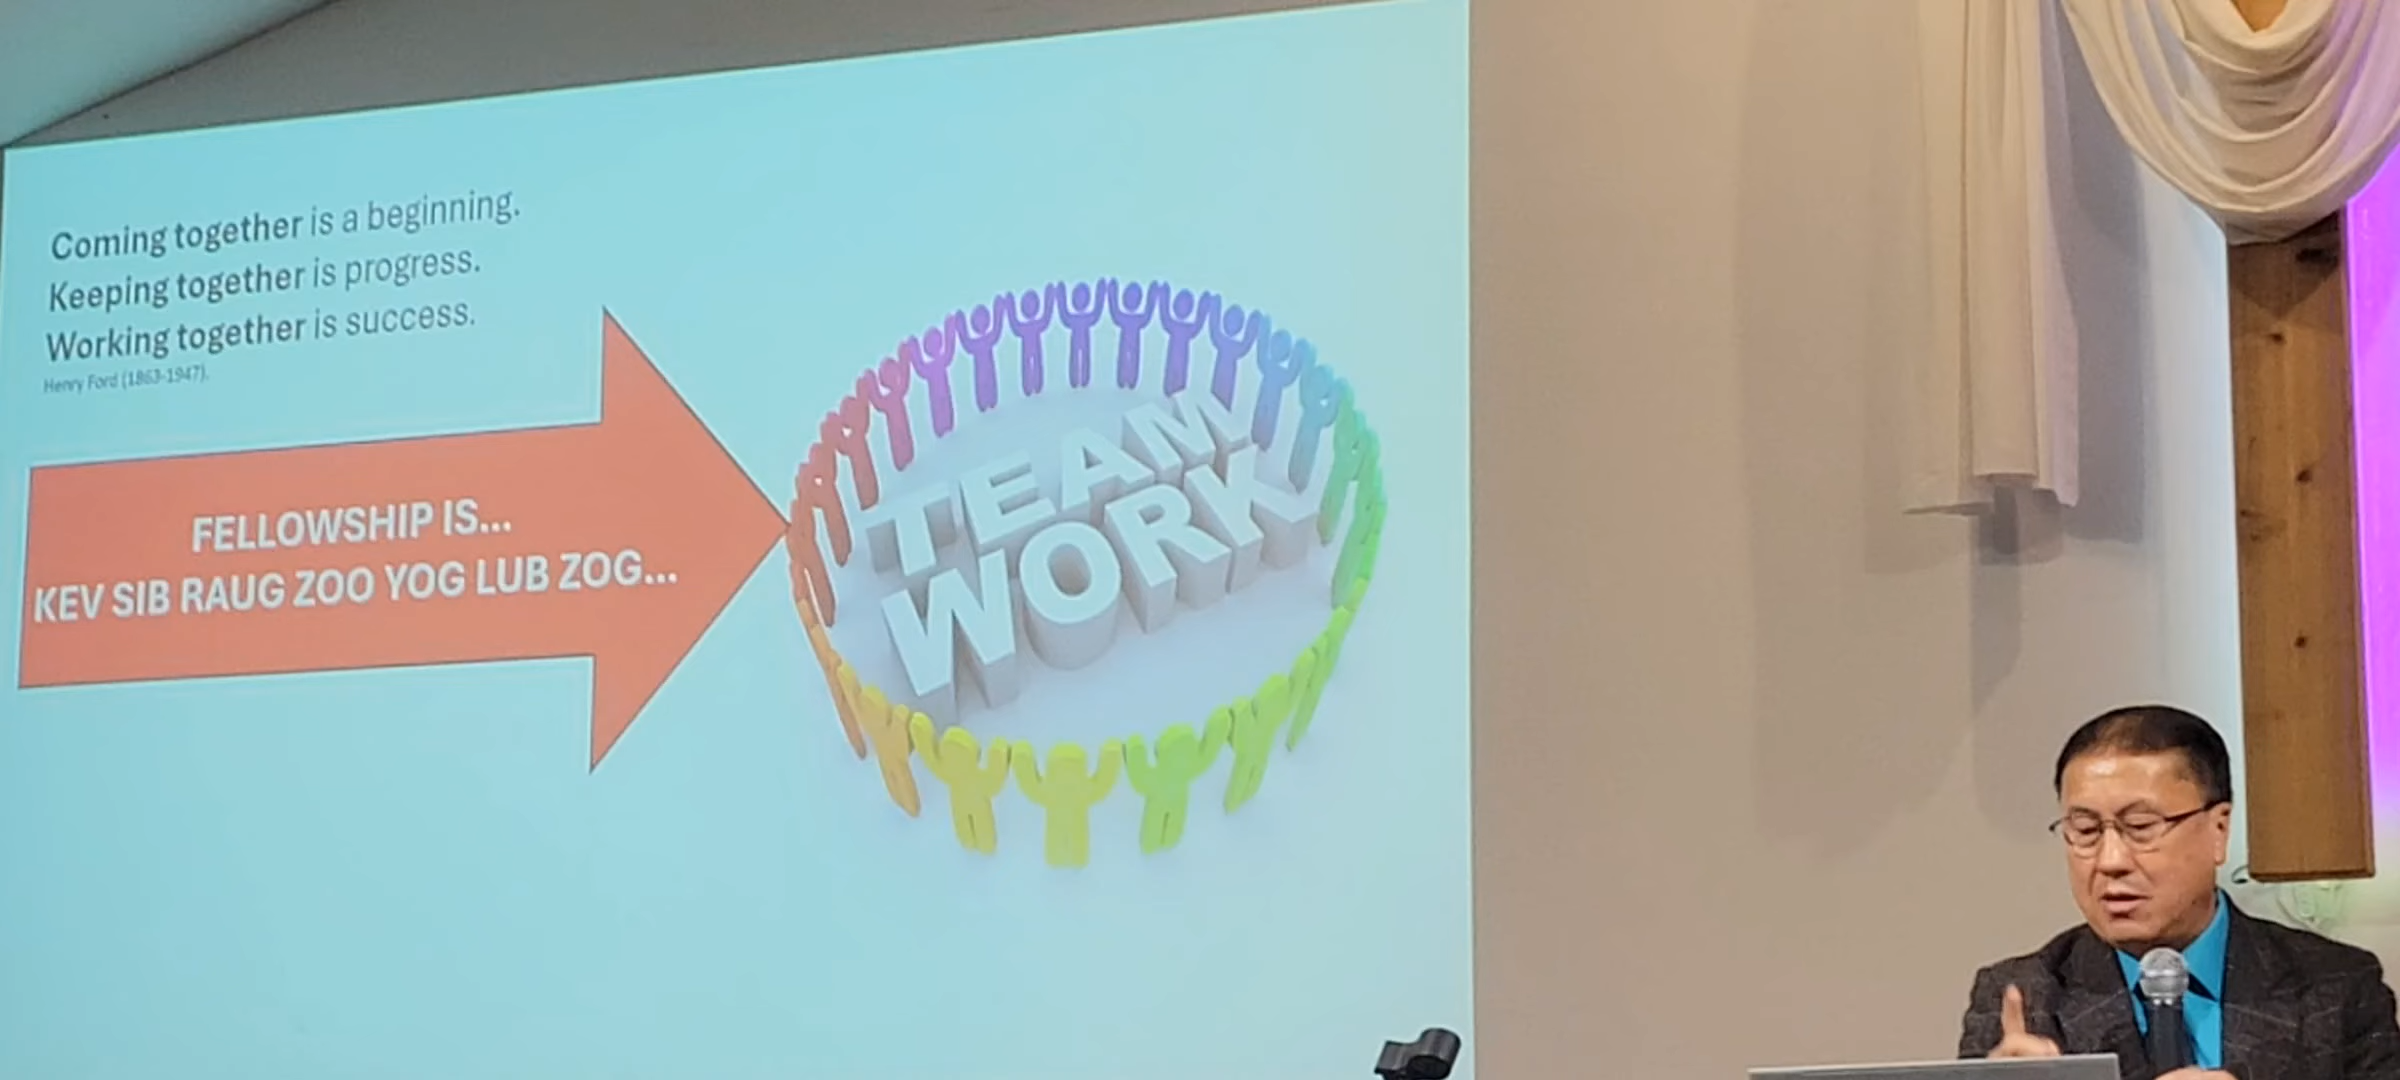 Coming together is a beginning.
Keeping together is progress.
Working together is success.
Henry Ford (1863-1947).
FELLOWSHIP IS...
KEV SIB RAUG ZOO YOG LUB ZOG...
TEAM
WORK